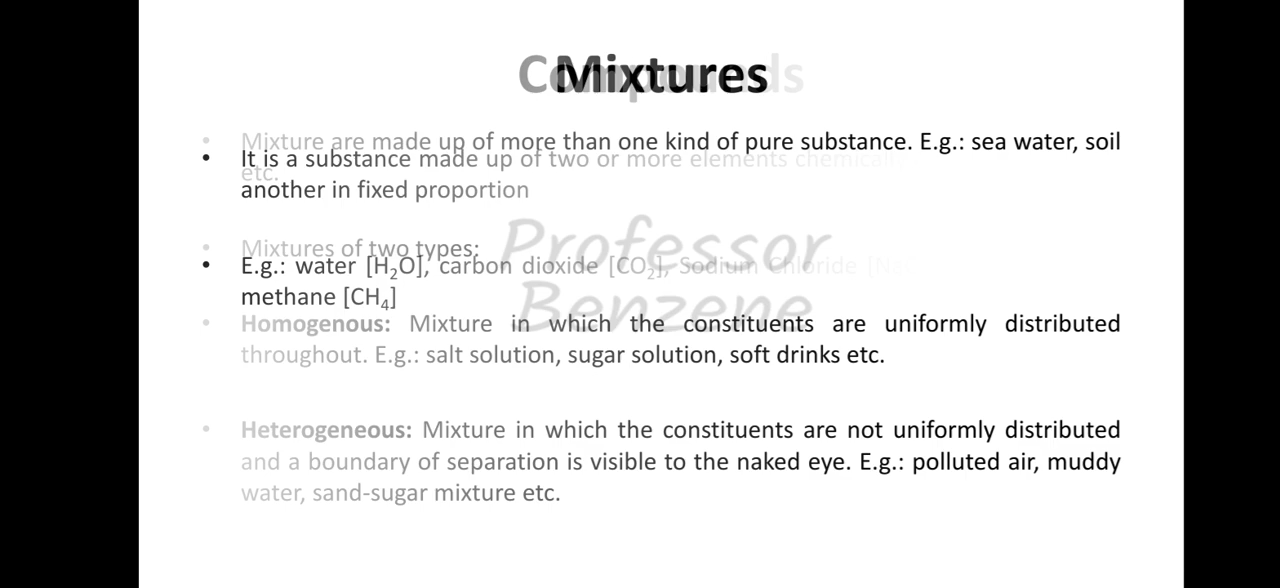 Compounds
Mixtures
• Mixture are made up of more than one kind of pure substance. E.g.: sea water, soil
etc.
• It is a substance made up of two or more elements chemically
another in fixed proportion
• Mixtures of two types:
• E.g.: water [H₂O], carbon dioxide [CO₂], Sodium Chloride
methane [CH₄]
• Homogenous: Mixture in which the constituents are uniformly distributed
throughout. E.g.: salt solution, sugar solution, soft drinks etc.
• Heterogeneous: Mixture in which the constituents are not uniformly distributed
and a boundary of separation is visible to the naked eye. E.g.: polluted air, muddy
water, sand-sugar mixture etc.
Professor
Benzene